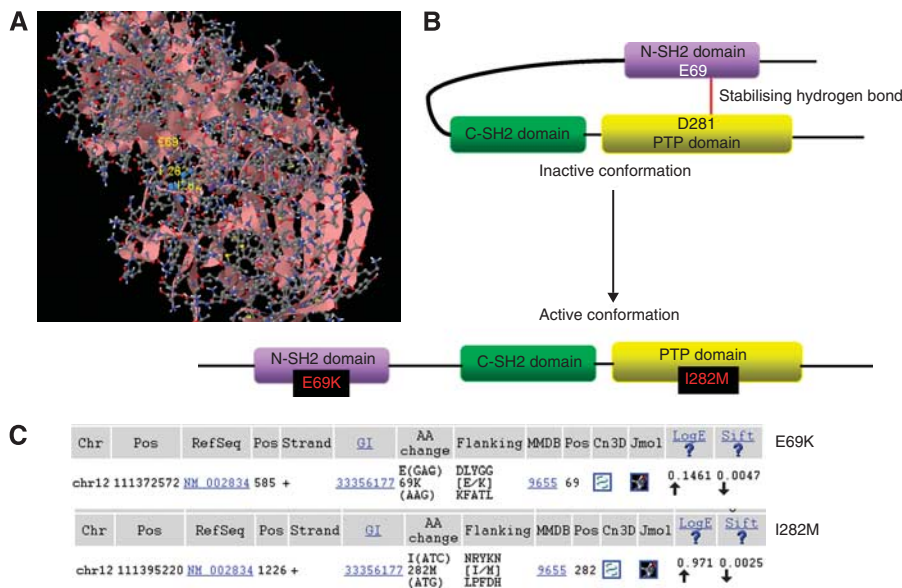 A
E69
B
N-SH2 domain
E69
Stabilising hydrogen bond
C-SH2 domain
D281
PTP domain
Inactive conformation
Active conformation
N-SH2 domain
E69K
C-SH2 domain
PTP domain
I282M
C
Chr Pos RefSeq Pos Strand GI AA change Flanking MMDB Pos Cn3D Jmol LogE ? Sift ?
E69K
chr12 111372572 NM_002834 585 + 33356177 E(GAG) 69K (AAG) DLYGG [E/K] KFATL 9655 69 0.1461 0.0047
Chr Pos RefSeq Pos Strand GI AA change Flanking MMDB Pos Cn3D Jmol LogE ? Sift ?
I282M
chr12 111395220 NM_002834 1226 + 33356177 I(ATC) 282M (ATG) NRYKN [I/M] LPFDH 9655 282 0.971 0.0025